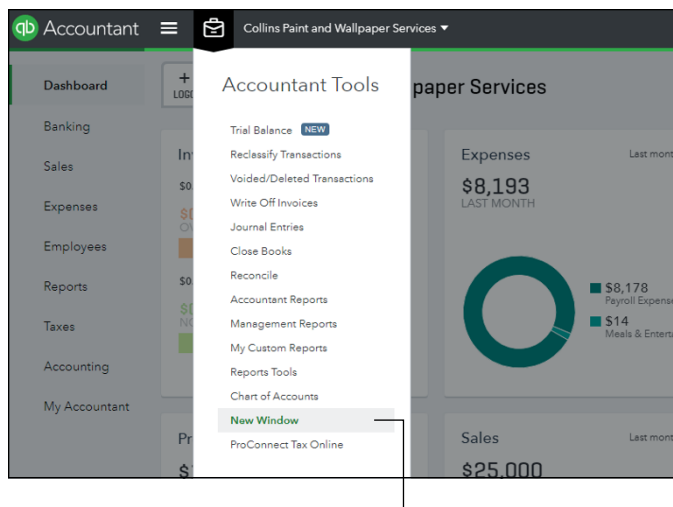 qb Accountant
Collins Paint and Wallpaper Services
Dashboard
Banking
Sales
Expenses
Employees
Reports
Taxes
Accounting
My Accountant
+
Accountant Tools
Trial Balance NEW
Reclassify Transactions
Voided/Deleted Transactions
Write Off Invoices
Journal Entries
Close Books
Reconcile
Accountant Reports
Management Reports
My Custom Reports
Reports Tools
Chart of Accounts
New Window
ProConnect Tax Online
paper Services
Expenses
Last mont
$8,193
LAST MONTH
$8,178
Payroll Expense
$14
Meals & Enterta
Sales
Last mont
$25,000